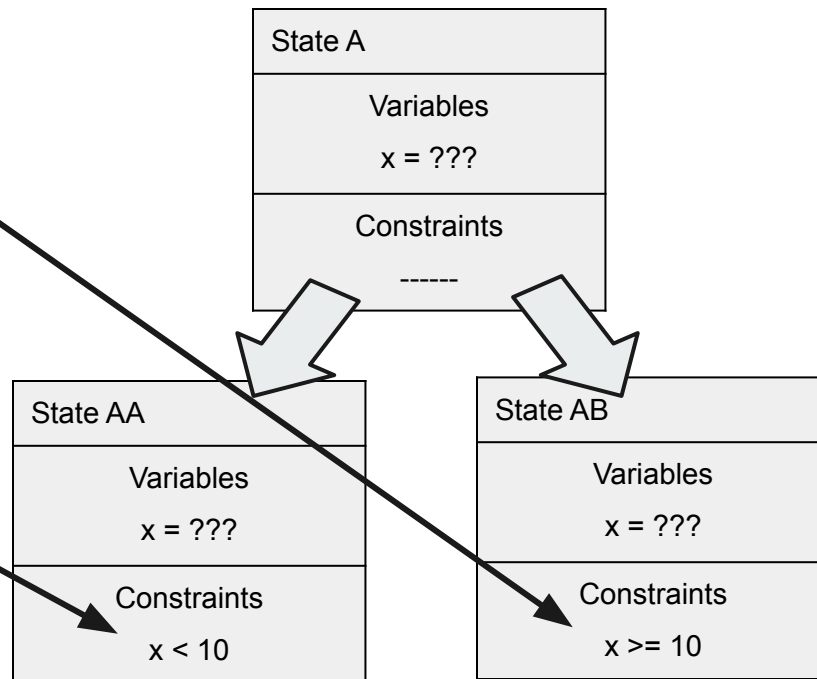 State A
Variables
x = ???
Constraints
------
State AA
Variables
x = ???
Constraints
x < 10
State AB
Variables
x = ???
Constraints
x >= 10